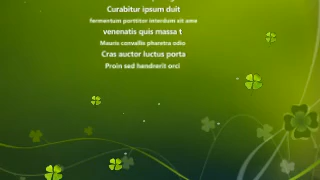 Curabitur ipsum duit
fermentum porttitor interdum sit ame
venenatis quis massa t
Mauris convallis pharetra odio
Cras auctor luctus porta
Proin sed hendrerit orci